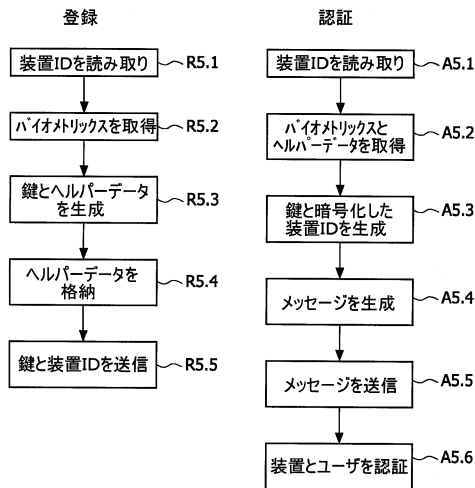 登録
装置IDを読み取り
R5.1
バイオメトリックスを取得
R5.2
鍵とヘルパーデータ
を生成
R5.3
ヘルパーデータを
格納
R5.4
鍵と装置IDを送信
R5.5
認証
装置IDを読み取り
A5.1
バイオメトリックスと
ヘルパーデータを取得
A5.2
鍵と暗号化した
装置IDを生成
A5.3
メッセージを生成
A5.4
メッセージを送信
A5.5
装置とユーザを認証
A5.6